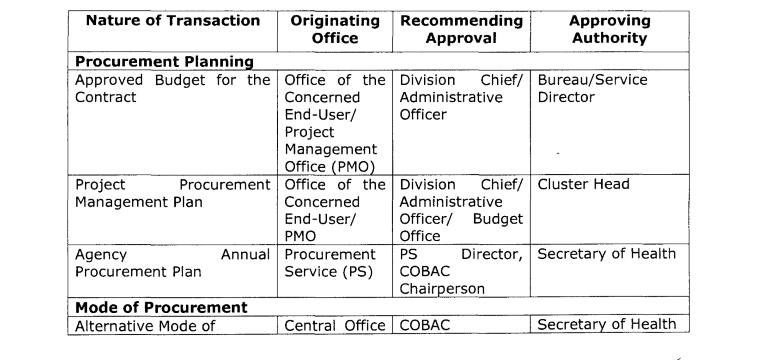 Nature of Transaction
Originating
Office
Recommending
Approval
Approving
Authority
Procurement Planning
Approved Budget for the
Contract
Office of the
Concerned
End-User/
Project
Management
Office (PMO)
Division Chief/
Administrative
Officer
Bureau/Service
Director
Project Procurement
Management Plan
Office of the
Concerned
End-User/
PMO
Division Chief/
Administrative
Officer/ Budget
Office
Cluster Head
Agency Annual
Procurement Plan
Procurement
Service (PS)
PS Director,
COBAC
Chairperson
Secretary of Health
Mode of Procurement
Alternative Mode of
Central Office
COBAC
Secretary of Health